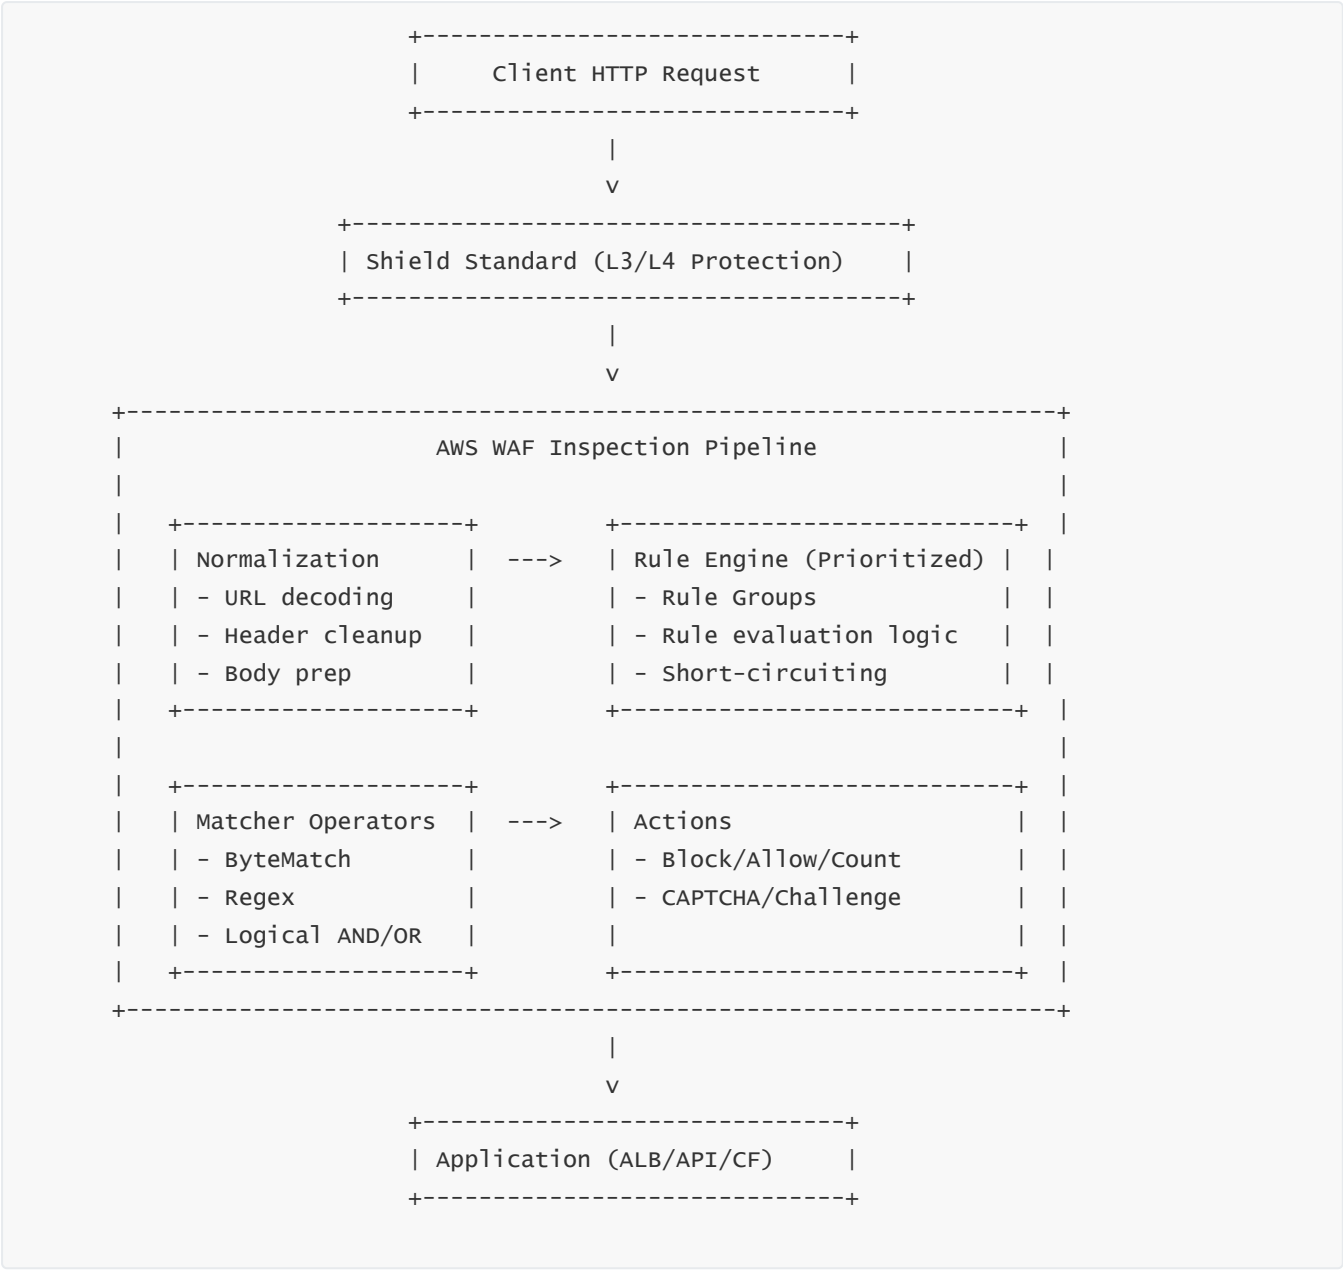 +------------------------------+
|     Client HTTP Request      |
+------------------------------+
|
v
+---------------------------------------+
| Shield Standard (L3/L4 Protection)    |
+---------------------------------------+
|
v
+------------------------------------------------------------------+
|                      AWS WAF Inspection Pipeline                 |
|                                                                  |
|   +--------------------+         +----------------------------+  |
|   | Normalization      |  --->   | Rule Engine (Prioritized) |  |
|   | - URL decoding     |         | - Rule Groups             |  |
|   | - Header cleanup   |         | - Rule evaluation logic   |  |
|   | - Body prep        |         | - Short-circuiting        |  |
|   +--------------------+         +----------------------------+  |
|                                                                  |
|   +--------------------+         +----------------------------+  |
|   | Matcher Operators  |  --->   | Actions                    |  |
|   | - ByteMatch        |         | - Block/Allow/Count        |  |
|   | - Regex            |         | - CAPTCHA/Challenge        |  |
|   | - Logical AND/OR   |         |                            |  |
|   +--------------------+         +----------------------------+  |
+------------------------------------------------------------------+
|
v
+------------------------------+
| Application (ALB/API/CF)     |
+------------------------------+